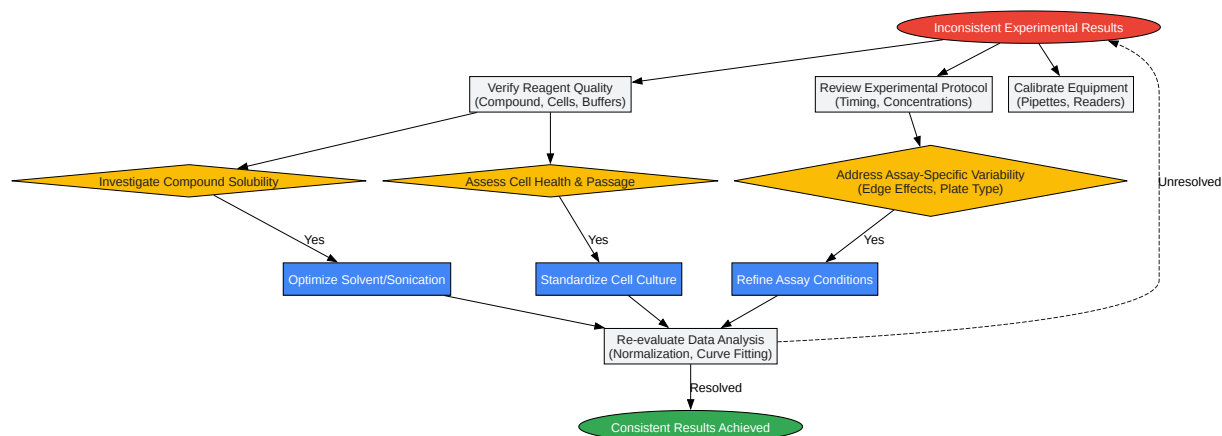 Inconsistent Experimental Results
Verify Reagent Quality
(Compound, Cells, Buffers)
Review Experimental Protocol
(Timing, Concentrations)
Calibrate Equipment
(Pipettes, Readers)
Investigate Compound Solubility
Assess Cell Health & Passage
Address Assay-Specific Variability
(Edge Effects, Plate Type)
Unresolved
Yes
Yes
Yes
Optimize Solvent/Sonication
Standardize Cell Culture
Refine Assay Conditions
Re-evaluate Data Analysis
(Normalization, Curve Fitting)
Resolved
Consistent Results Achieved